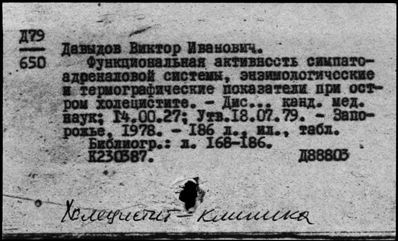 Д79
650
Давыдов Виктор Иванович.
Функциональная активность симпато-
адреналовой системы, энзимологические
и термографические показатели при ост-
ром холецистите. - Дис... канд. мед.
наук; 14.00.27; Утв.18.07.79. - Запо-
рожье, 1978. - 186 л., ил., табл.
Библиогр.: л. 168-186.
К230387. Д88803
Холецистит - клиника